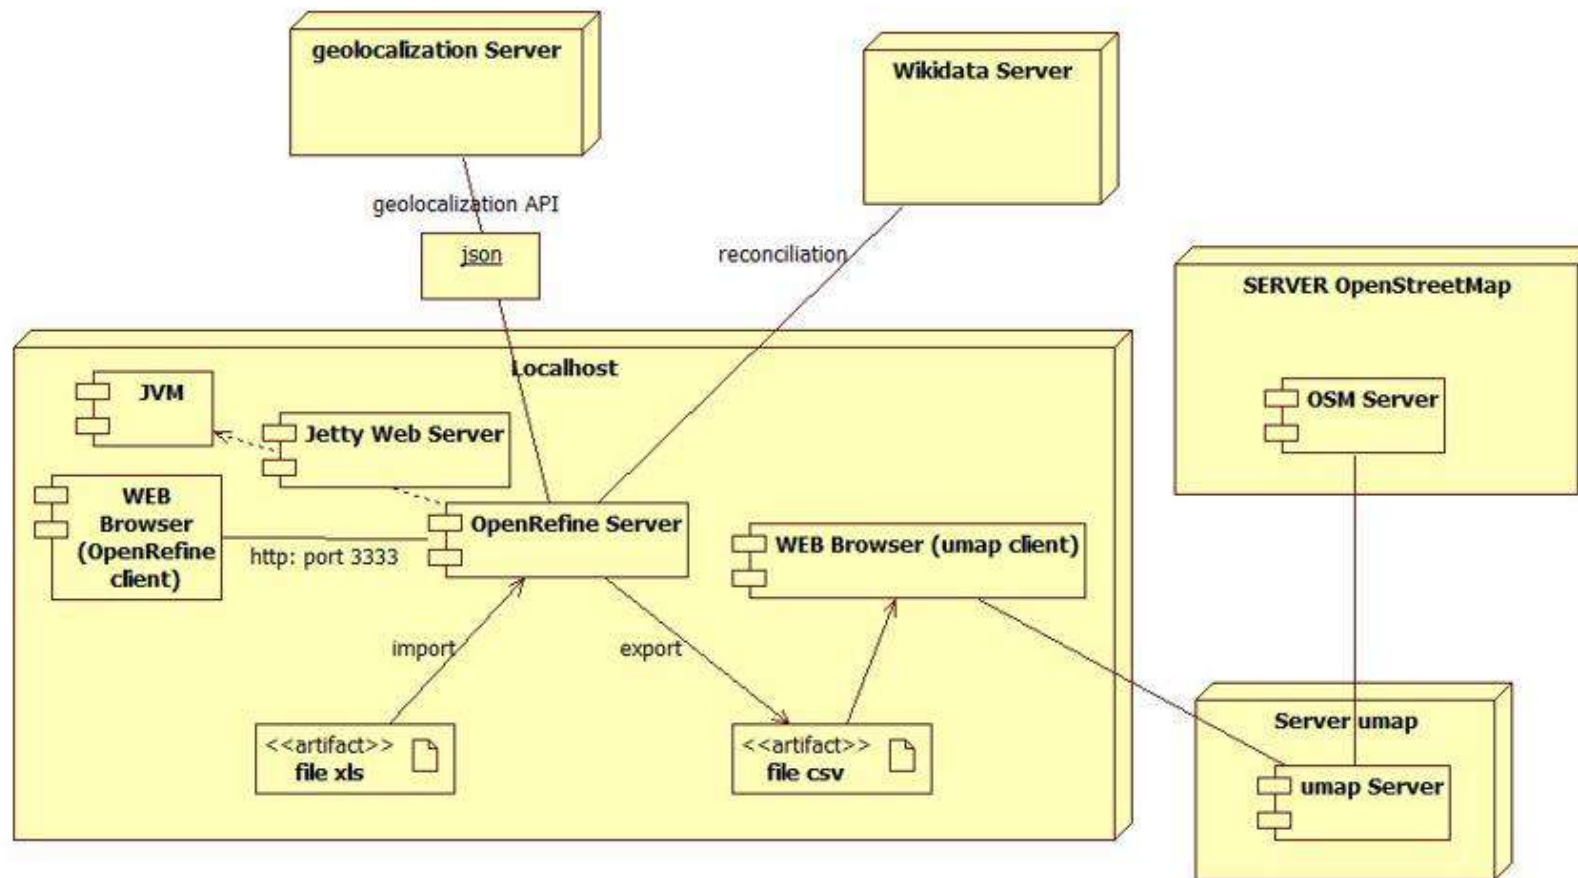 geolocalization Server
Wikidata Server
geolocalization API
json
reconciliation
SERVER OpenStreetMap
OSM Server
Localhost
JVM
Jetty Web Server
WEB
Browser
(OpenRefine
client)
http: port 3333
OpenRefine Server
WEB Browser (umap client)
import
export
<<artifact>>
file xls
<<artifact>>
file csv
Server umap
umap Server